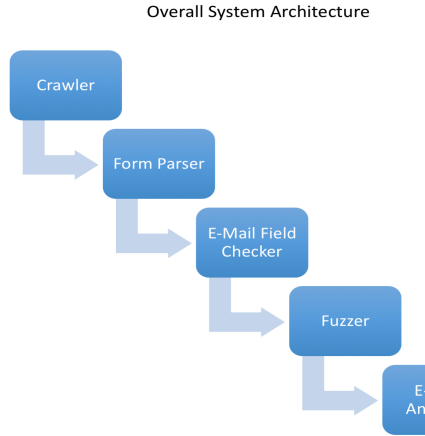 Overall System Architecture
Crawler
Form Parser
E-Mail Field
Checker
Fuzzer